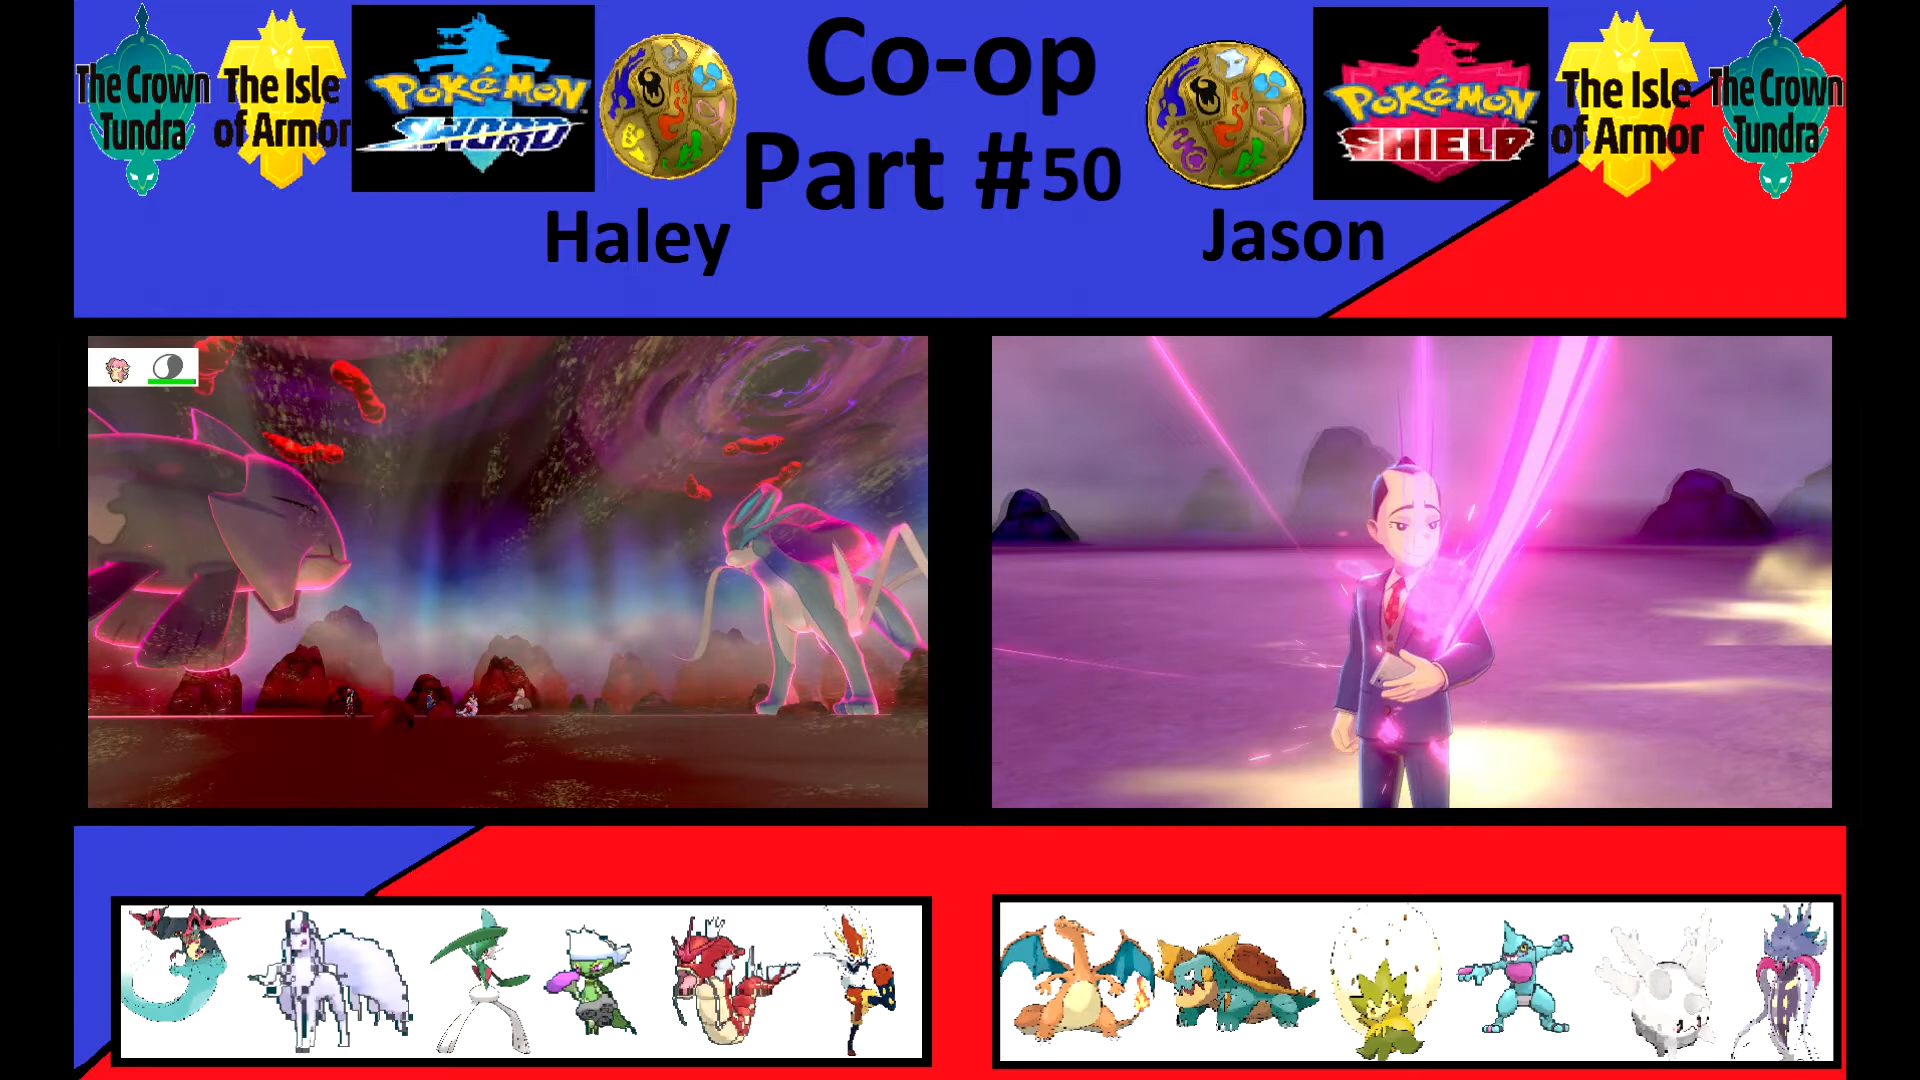 The Crown
Tundra
The Isle
of Armor
POKéMON
SWORD
Co-op
Part #50
POKéMON
SHIELD
The Isle
of Armor
The Crown
Tundra
Haley
Jason